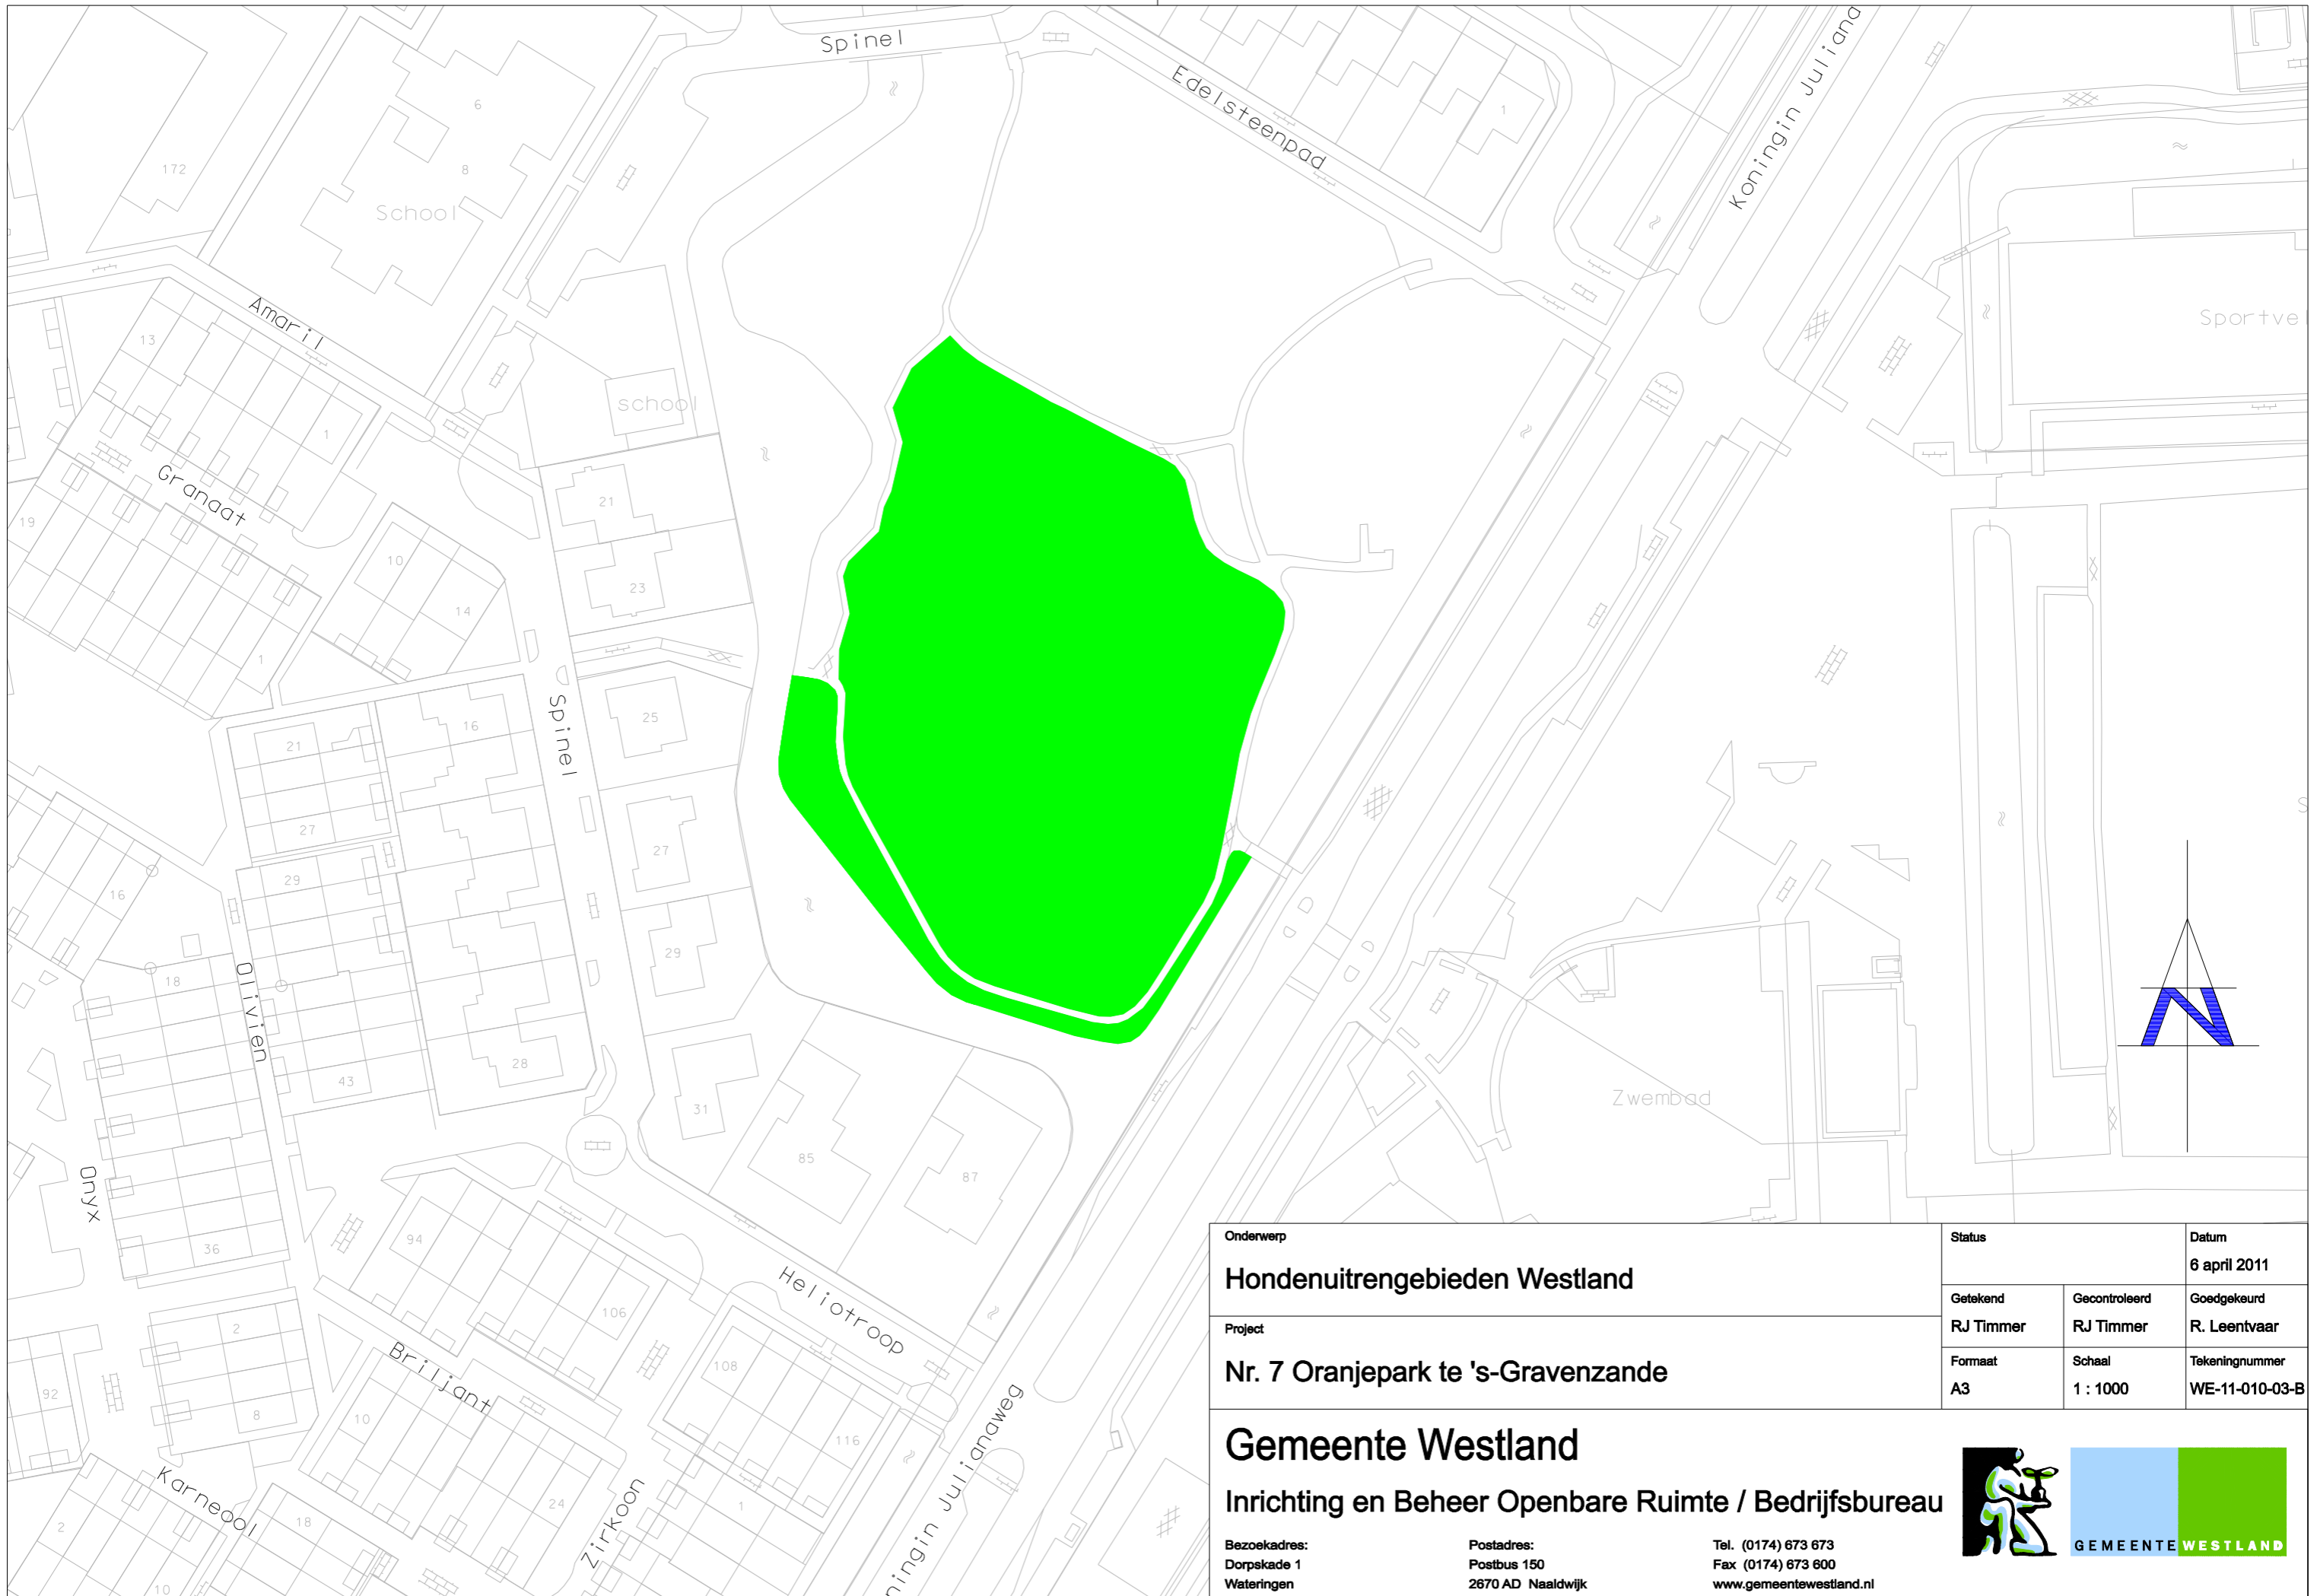 Spinel
Edelsteenpad
Koningin Juliana
6
8
School
172
1
Amaril
13
1
school
Sportvel
Granaat
19
21
10
23
14
1
Spinel
25
16
21
27
27
29
16
29
18
Olivien
28
43
31
85
87
Zwembad
Onyx
36
94
106
Heliotroop
2
108
Briljant
92
8
10
116
Koningin Julianaweg
24
1
Karneool
18
Zirkoon
2
10
N
Onderwerp
Hondenuitrengebieden Westland
Status
Datum
6 april 2011
Getekend
Gecontroleerd
Goedgekeurd
RJ Timmer
RJ Timmer
R. Leentvaar
Project
Nr. 7 Oranjepark te 's-Gravenzande
Formaat
Schaal
Tekeningnummer
A3
1 : 1000
WE-11-010-03-B
Gemeente Westland
Inrichting en Beheer Openbare Ruimte / Bedrijfsbureau
Bezoekadres:
Dorpskade 1
Wateringen
Postadres:
Postbus 150
2670 AD Naaldwijk
Tel. (0174) 673 673
Fax (0174) 673 600
www.gemeentewestland.nl
GEMEENTE WESTLAND